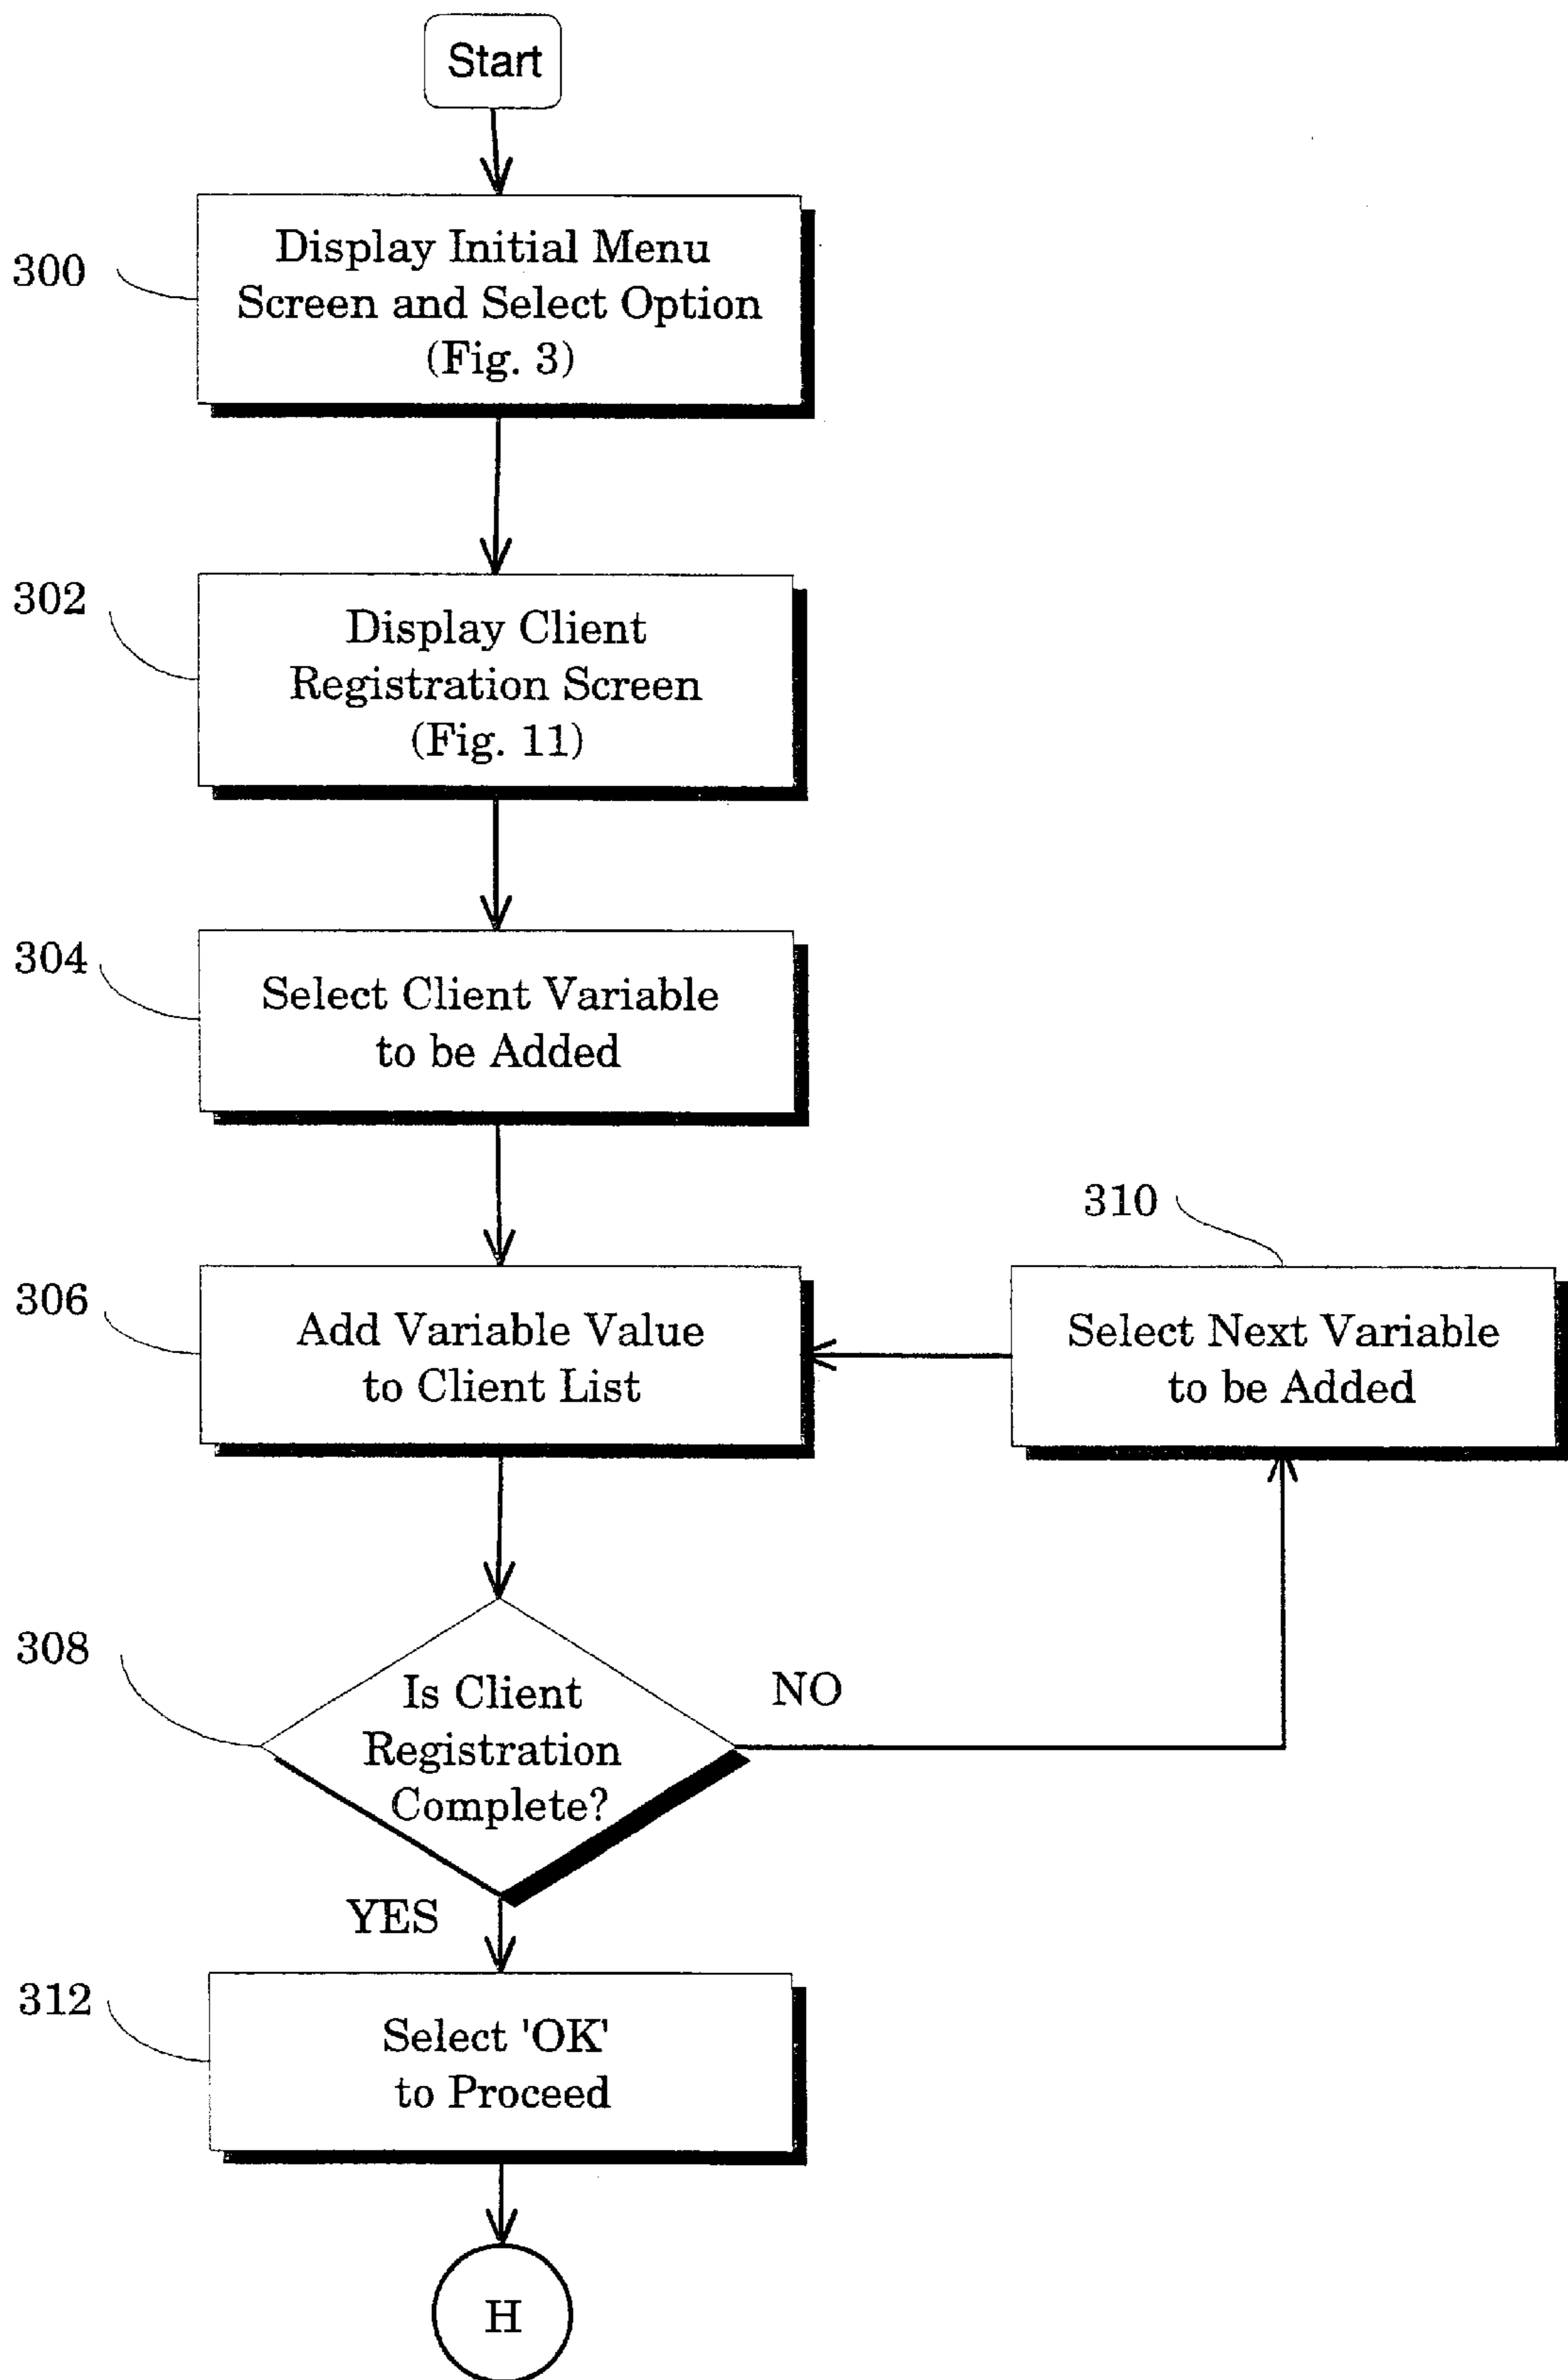 Start
300
Display Initial Menu
Screen and Select Option
(Fig. 3)
302
Display Client
Registration Screen
(Fig. 11)
304
Select Client Variable
to be Added
306
Add Variable Value
to Client List
310
Select Next Variable
to be Added
308
Is Client
Registration
Complete?
NO
YES
312
Select 'OK'
to Proceed
H